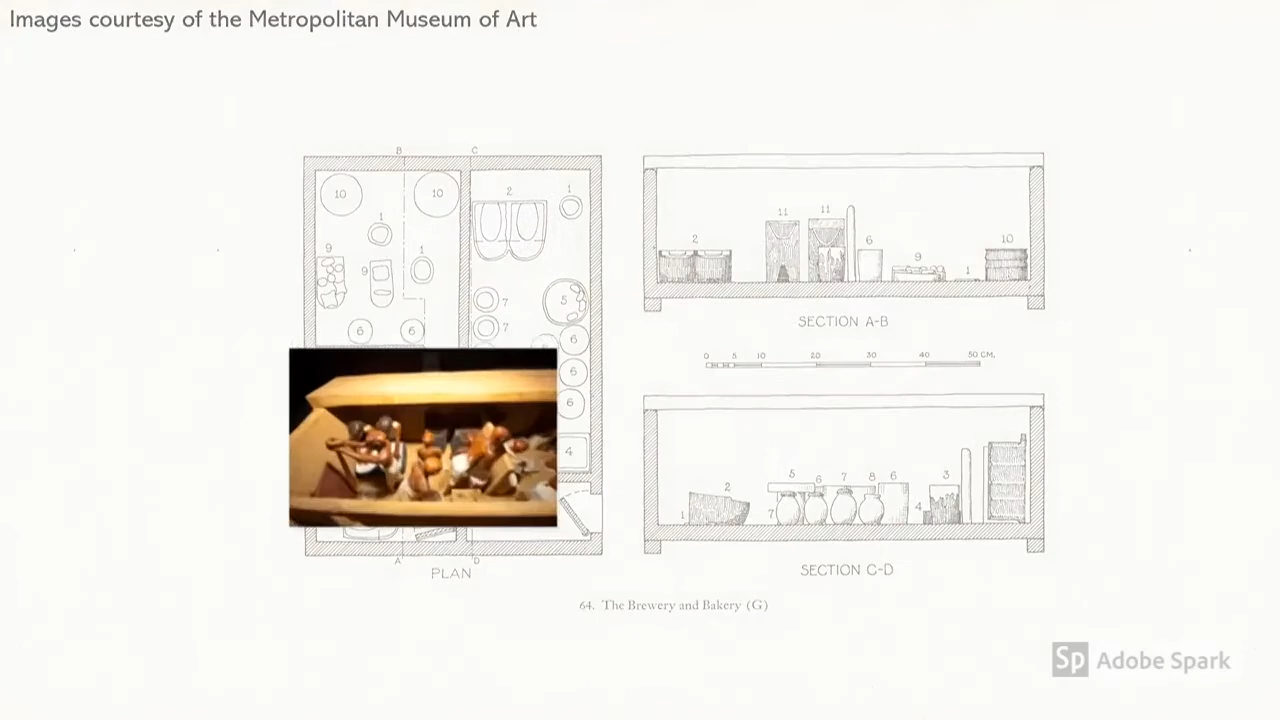 Images courtesy of the Metropolitan Museum of Art
B C
10 10 2 1
1
9 9 1
7 5
6 6 7
6
6
6
4
A D
PLAN
2 11 11 6 9 1 10
SECTION A-B
0 5 10 20 30 40 50 CM.
1 2 7 5 6 7 8 6 4 3
SECTION C-D
64. The Brewery and Bakery (G)
Sp Adobe Spark